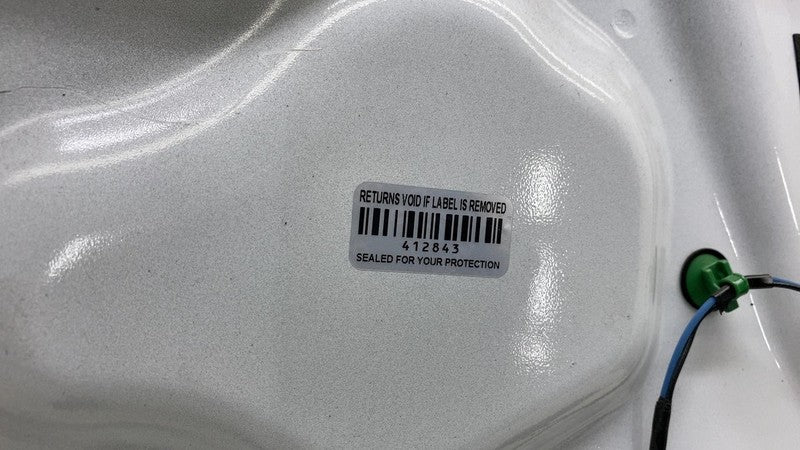 RETURNS VOID IF LABEL IS REMOVED
412843
SEALED FOR YOUR PROTECTION